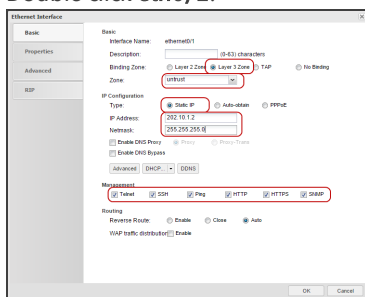 Ethernet Interface
Basic
Properties
Advanced
RIP
Basic
Interface Name: ethernet0/1
Description: (0-63) characters
Binding Zone: Layer 2 Zone Layer 3 Zone TAP No Binding
Zone: untrust
IP Configuration
Type: Static IP Auto-obtain PPPoE
IP Address: 202.10.1.2
Netmask: 255.255.255.0
Enable DNS Proxy Proxy Proxy-Trans
Enable DNS Bypass
Advanced DHCP... DDNS
Management
Telnet SSH Ping HTTP HTTPS SNMP
Routing
Reverse Route: Enable Close Auto
WAP traffic distribution Enable
OK Cancel